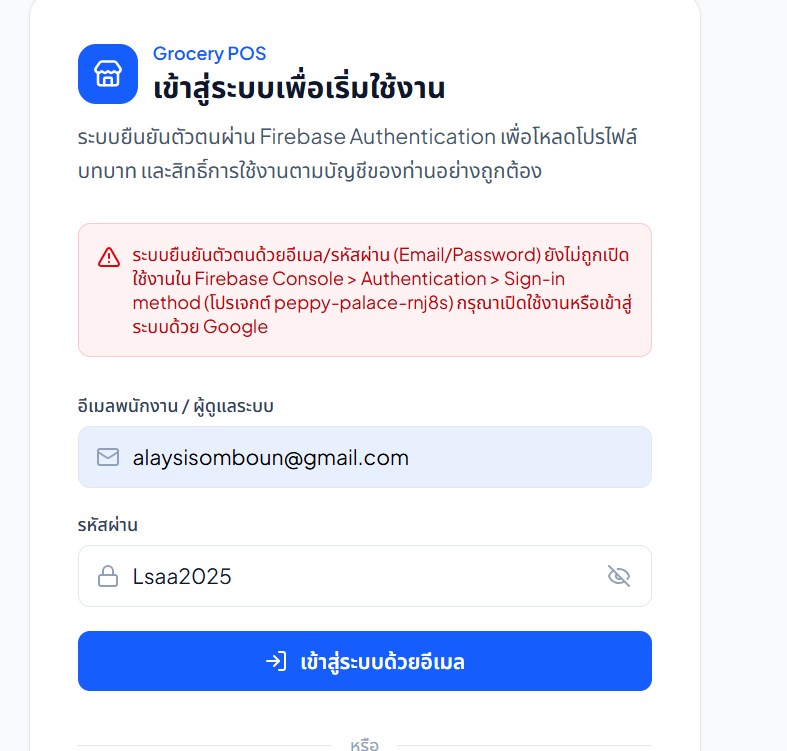 Grocery POS
เข้าสู่ระบบเพื่อเริ่มใช้งาน
ระบบยืนยันตัวตนผ่าน Firebase Authentication เพื่อโหลดโปรไฟล์
บทบาท และสิทธิ์การใช้งานตามบัญชีของท่านอย่างถูกต้อง
ระบบยืนยันตัวตนด้วยอีเมล/รหัสผ่าน (Email/Password) ยังไม่ถูกเปิด
ใช้งานใน Firebase Console > Authentication > Sign-in
method (โปรเจกต์ peppy-palace-rnj8s) กรุณาเปิดใช้งานหรือเข้าสู่
ระบบด้วย Google
อีเมลพนักงาน / ผู้ดูแลระบบ
alaysisomboun@gmail.com
รหัสผ่าน
Lsaa2025
เข้าสู่ระบบด้วยอีเมล
หรือ